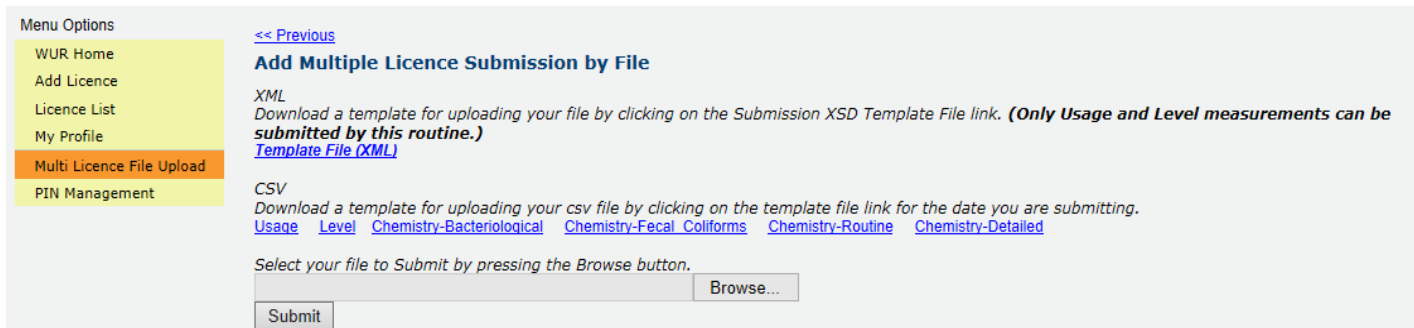 Menu Options
WUR Home
Add Licence
Licence List
My Profile
Multi Licence File Upload
PIN Management
<< Previous
Add Multiple Licence Submission by File
XML
Download a template for uploading your file by clicking on the Submission XSD Template File link. (Only Usage and Level measurements can be
submitted by this routine.)
Template File (XML)
CSV
Download a template for uploading your csv file by clicking on the template file link for the date you are submitting.
Usage Level Chemistry-Bacteriological Chemistry-Fecal_Coliforms Chemistry-Routine Chemistry-Detailed
Select your file to Submit by pressing the Browse button.
Browse...
Submit